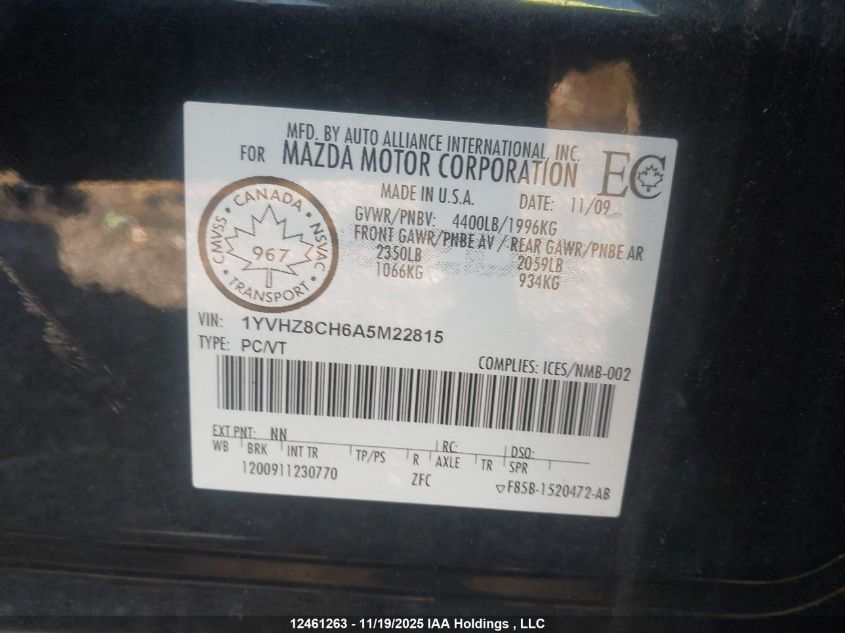 MFD. BY AUTO ALLIANCE INTERNATIONAL, INC.
FOR MAZDA MOTOR CORPORATION EC
MADE IN U.S.A. DATE: 11/09
GVWR/PNBV: 4400LB/1996KG
FRONT GAWR/PNBE AV / REAR GAWR/PNBE AR
2350LB 2059LB
1066KG 934KG
CANADA
CMVSS NSVAC
967
TRANSPORT
VIN: 1YVHZ8CH6A5M22815
TYPE: PC/VT
COMPLIES: ICES/NMB-002
EXT PNT: NN RC: DSO:
WB BRK INT TR TP/PS R AXLE TR SPR
1200911230770 ZFC
F85B-1520472-AB
12461263 - 11/19/2025 IAA Holdings , LLC